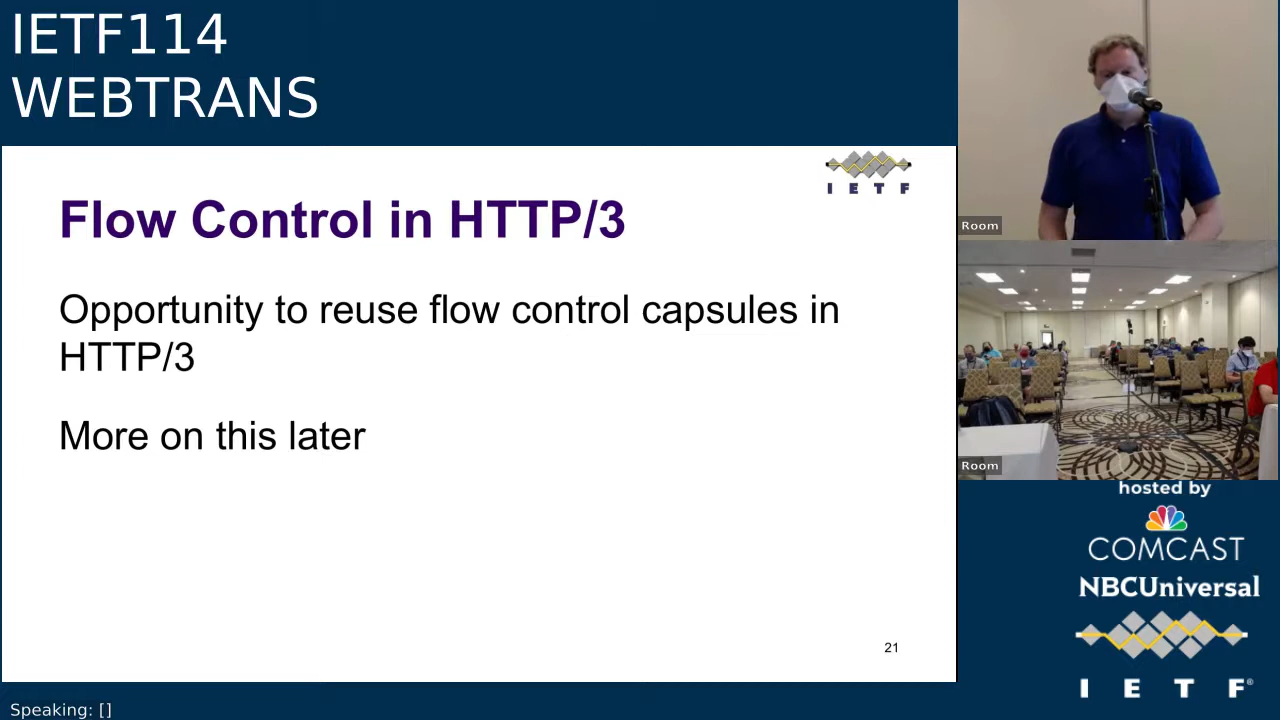 IETF114
WEBTRANS
I E T F
Flow Control in HTTP/3
Opportunity to reuse flow control capsules in
HTTP/3
More on this later
21
Room
Room
hosted by
COMCAST
NBCUniversal
I E T F®
Speaking: []